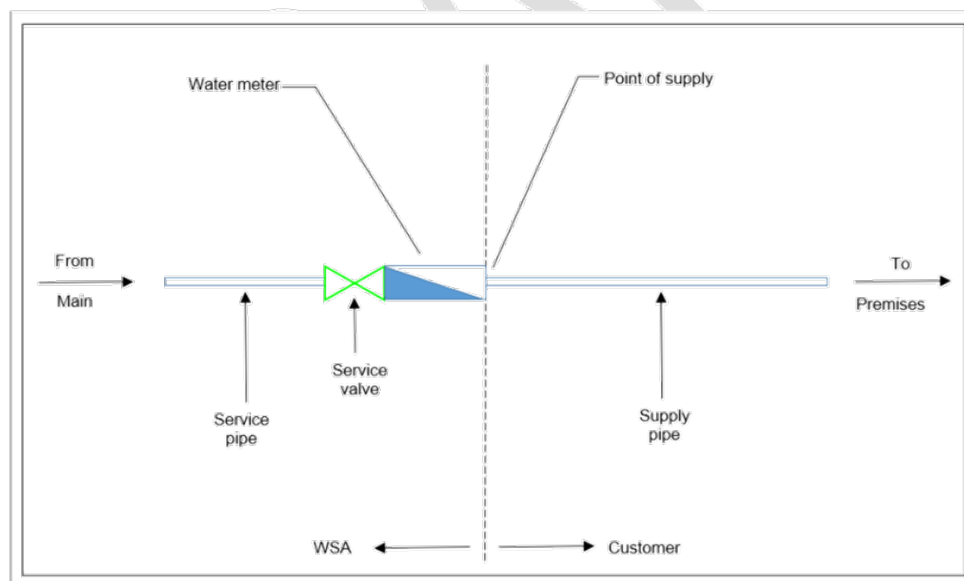 Water meter
Point of supply
From
Main
To
Premises
Service
valve
Service
pipe
Supply
pipe
WSA
Customer